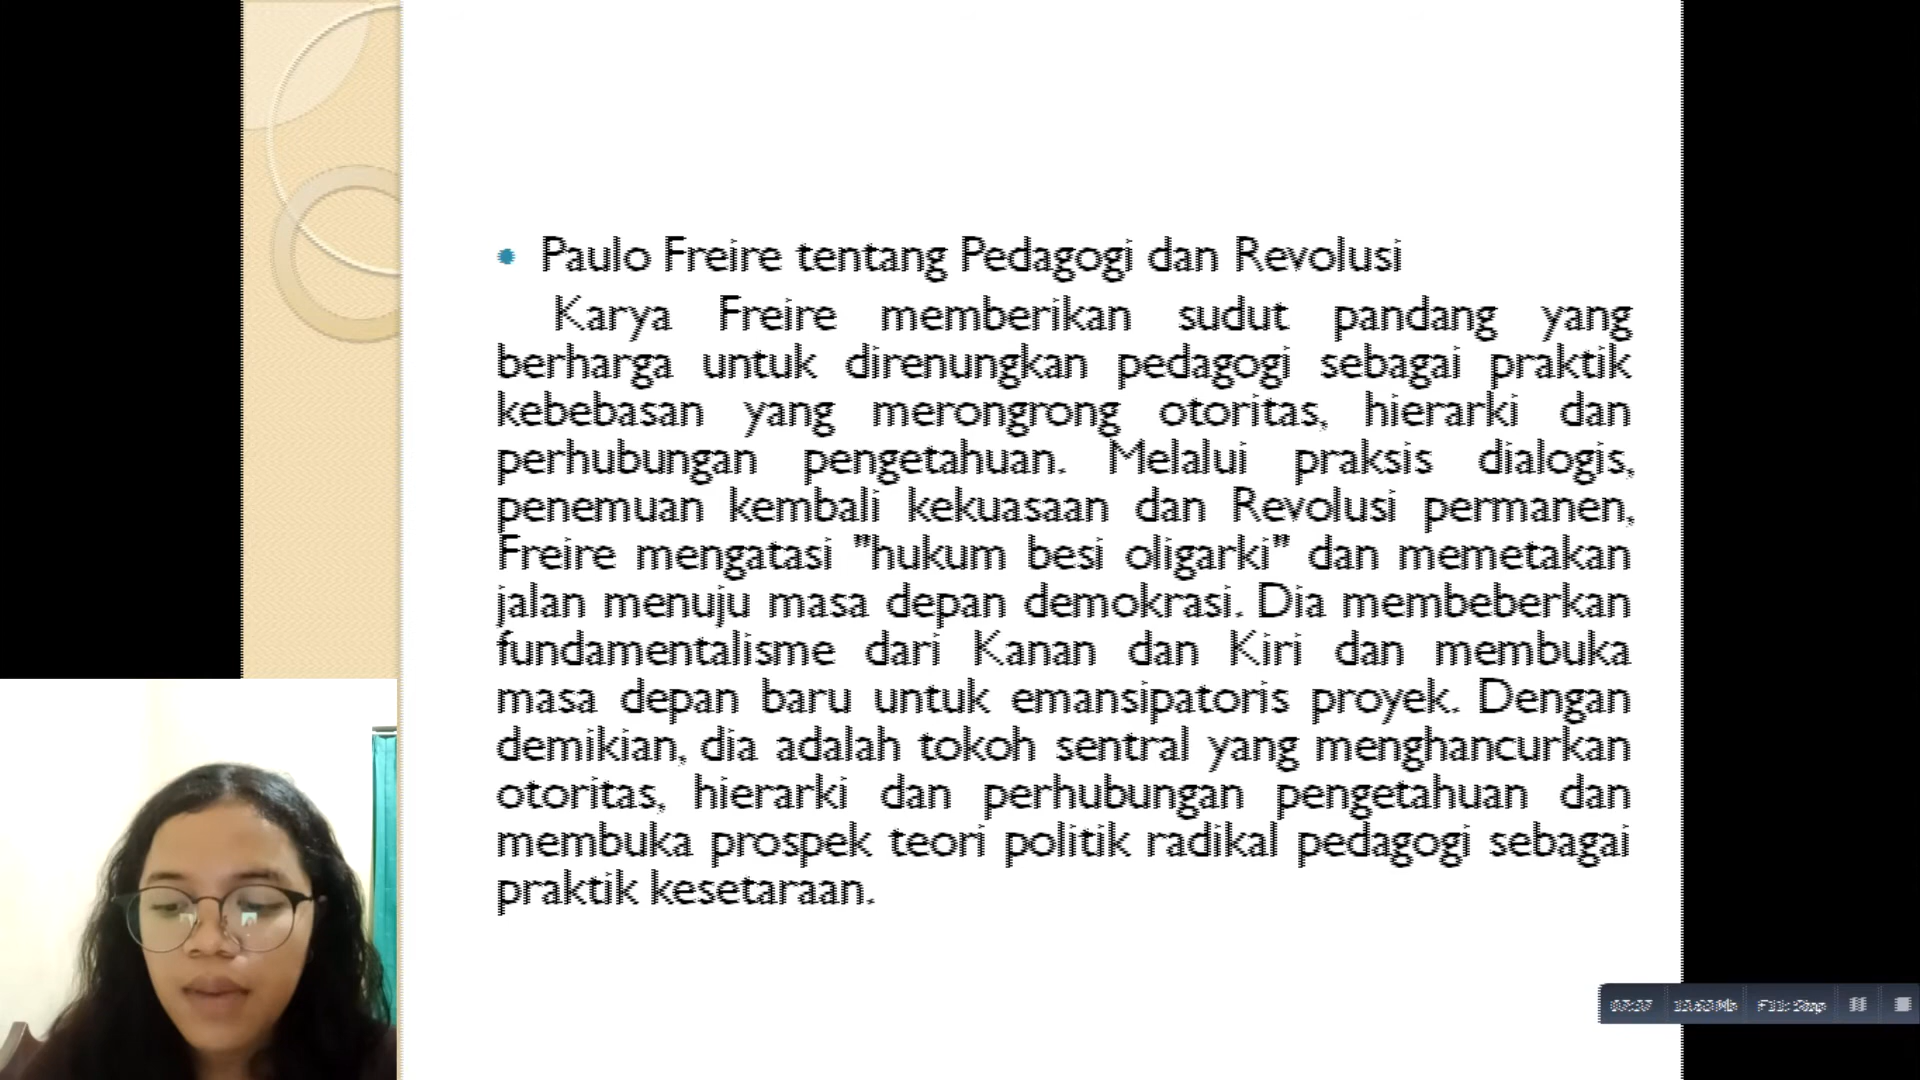 Paulo Freire tentang Pedagogi dan Revolusi
Karya Freire memberikan sudut pandang yang
berharga untuk direnungkan pedagogi sebagai praktik
kebebasan yang merongrong otoritas, hierarki dan
perhubungan pengetahuan. Melalui praksis dialogis,
penemuan kembali kekuasaan dan Revolusi permanen,
Freire mengatasi "hukum besi oligarki" dan memetakan
jalan menuju masa depan demokrasi. Dia membeberkan
fundamentalisme dari Kanan dan Kiri dan membuka
masa depan baru untuk emansipatoris proyek. Dengan
demikian, dia adalah tokoh sentral yang menghancurkan
otoritas, hierarki dan perhubungan pengetahuan dan
membuka prospek teori politik radikal pedagogi sebagai
praktik kesetaraan.
Stop